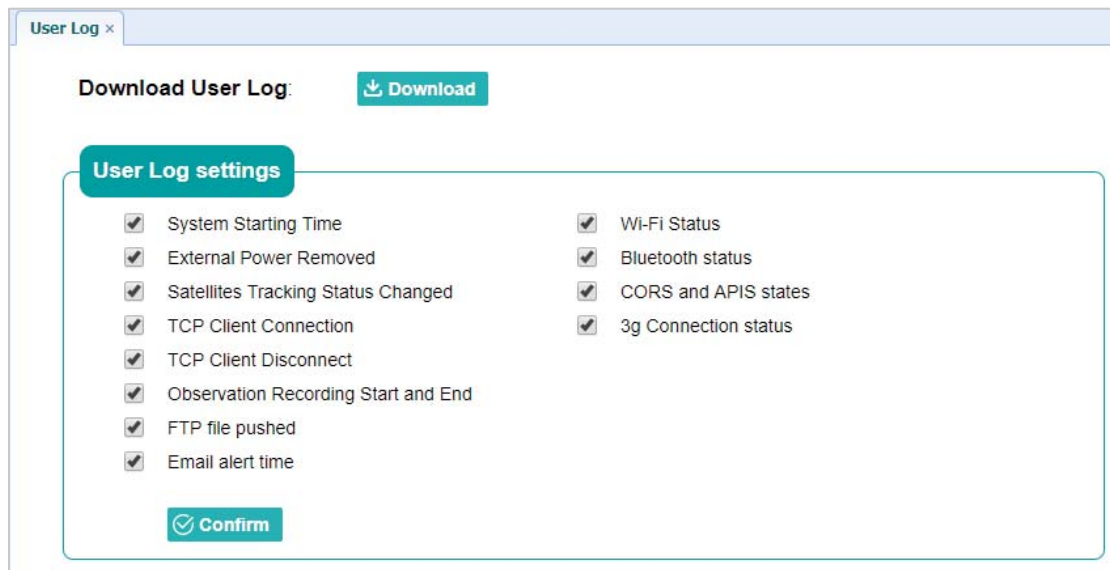 User Log ×
Download User Log: Download
User Log settings
System Starting Time
External Power Removed
Satellites Tracking Status Changed
TCP Client Connection
TCP Client Disconnect
Observation Recording Start and End
FTP file pushed
Email alert time
Wi-Fi Status
Bluetooth status
CORS and APIS states
3g Connection status
Confirm